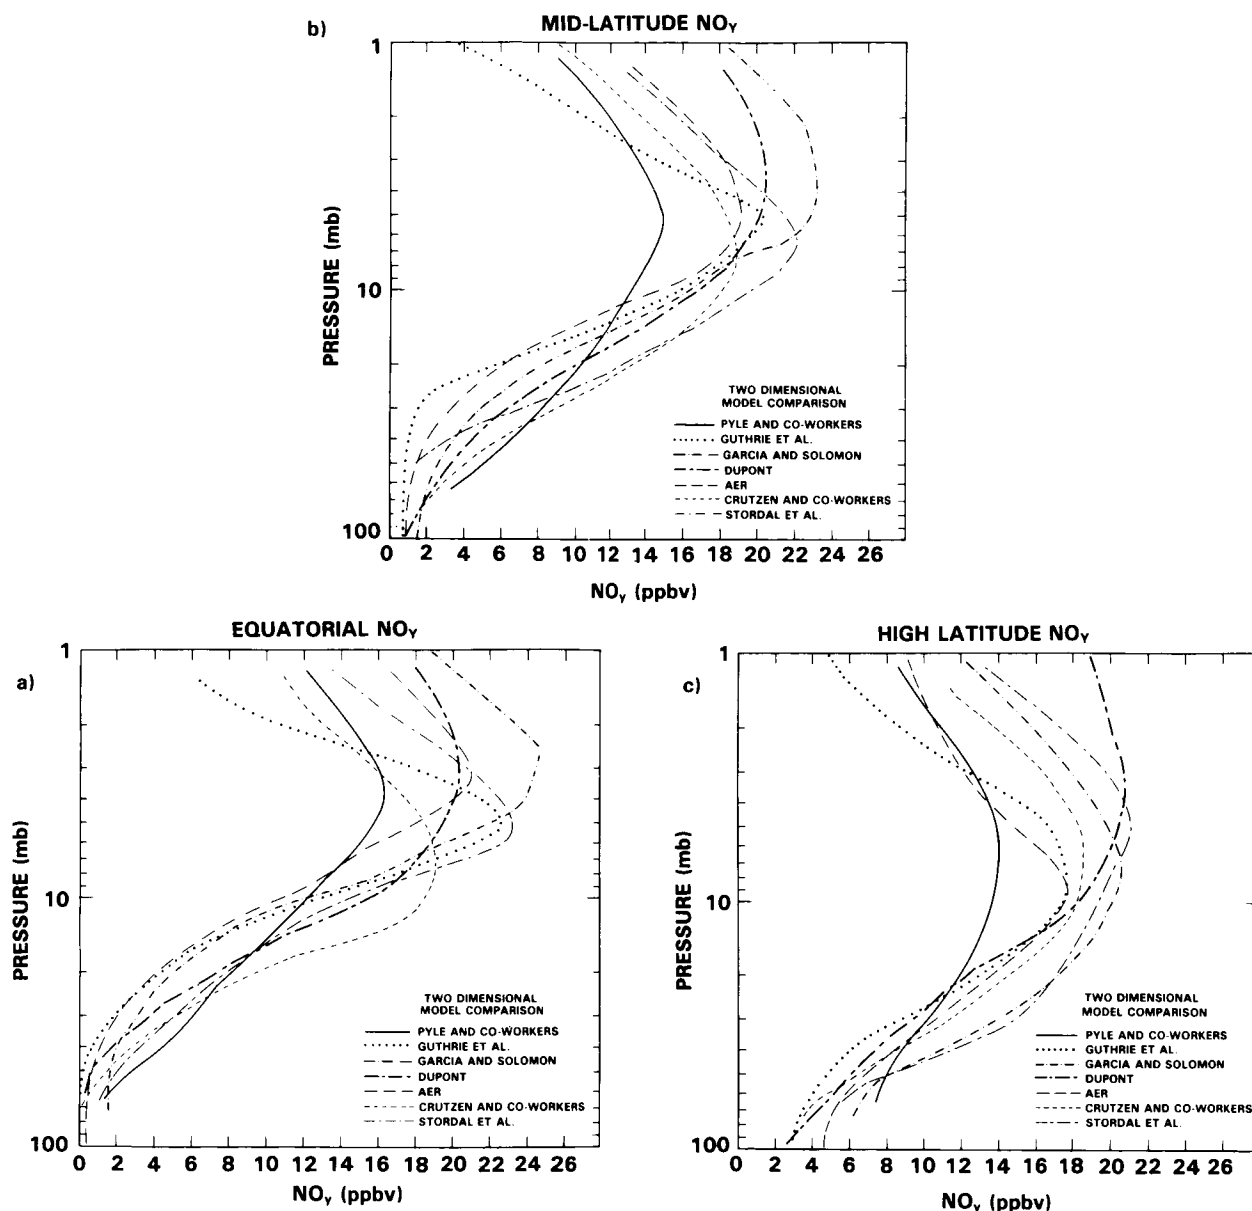 b)
MID-LATITUDE NOY
1
10
100
PRESSURE (mb)
0 2 4 6 8 10 12 14 16 18 20 22 24 26
NOy (ppbv)
TWO DIMENSIONAL
MODEL COMPARISON
PYLE AND CO-WORKERS
GUTHRIE ET AL.
GARCIA AND SOLOMON
DUPONT
AER
CRUTZEN AND CO-WORKERS
STORDAL ET AL.
a)
EQUATORIAL NOY
1
10
100
PRESSURE (mb)
0 2 4 6 8 10 12 14 16 18 20 22 24 26
NOy (ppbv)
TWO DIMENSIONAL
MODEL COMPARISON
PYLE AND CO-WORKERS
GUTHRIE ET AL.
GARCIA AND SOLOMON
DUPONT
AER
CRUTZEN AND CO-WORKERS
STORDAL ET AL.
c)
HIGH LATITUDE NOY
1
10
100
PRESSURE (mb)
0 2 4 6 8 10 12 14 16 18 20 22 24 26
NOy (ppbv)
TWO DIMENSIONAL
MODEL COMPARISON
PYLE AND CO-WORKERS
GUTHRIE ET AL.
GARCIA AND SOLOMON
DUPONT
AER
CRUTZEN AND CO-WORKERS
STORDAL ET AL.